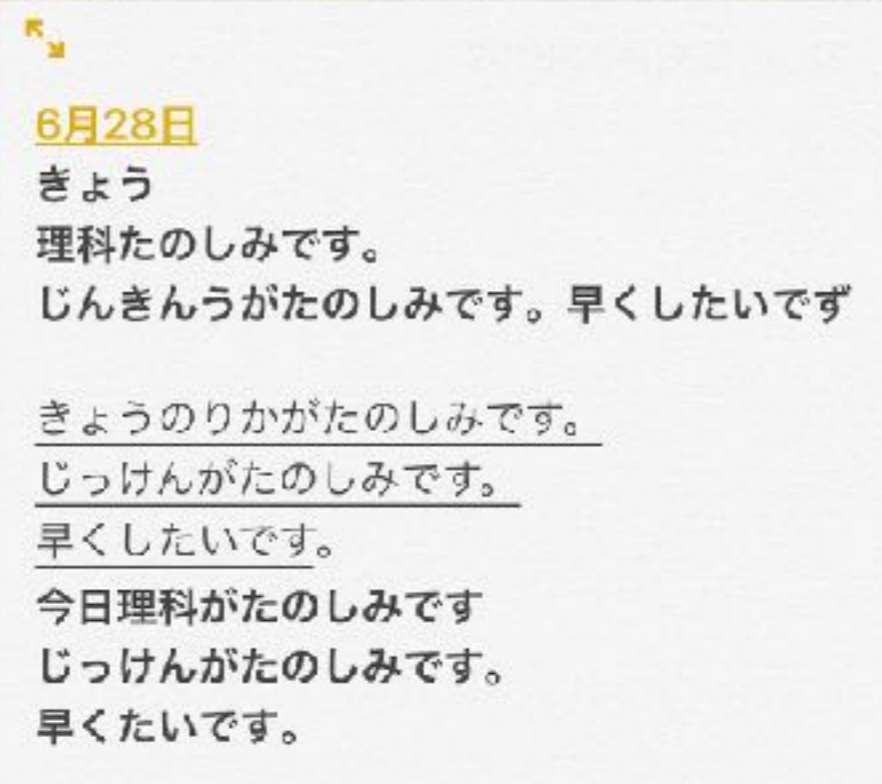 6月28日
きょう
理科たのしみです。
じんきんうがたのしみです。早くしたいでず
きょうのりかがたのしみです。
じっけんがたのしみです。
早くしたいです。
今日理科がたのしみです
じっけんがたのしみです。
早くたいです。